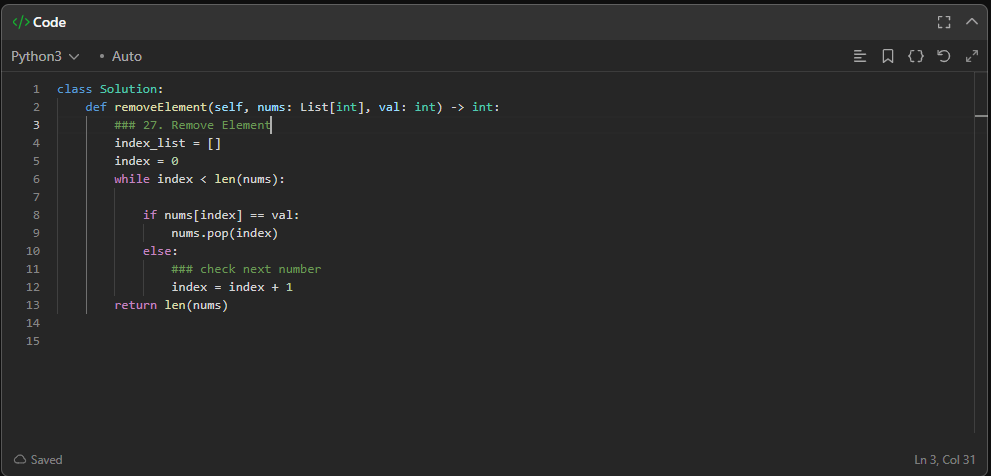 </> Code
Python3 • Auto
1 class Solution:
2     def removeElement(self, nums: List[int], val: int) -> int:
3         ### 27. Remove Element
4         index_list = []
5         index = 0
6         while index < len(nums):
7
8             if nums[index] == val:
9                 nums.pop(index)
10             else:
11                 ### check next number
12                 index = index + 1
13         return len(nums)
14
15
Saved Ln 3, Col 31